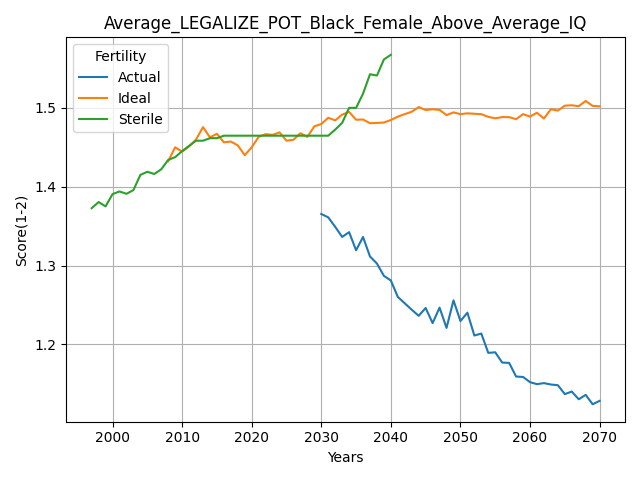 Average_LEGALIZE_POT_Black_Female_Above_Average_IQ
Fertility
Actual
Ideal
Sterile
Score(1-2)
1.5
1.4
1.3
1.2
2000 2010 2020 2030 2040 2050 2060 2070
Years